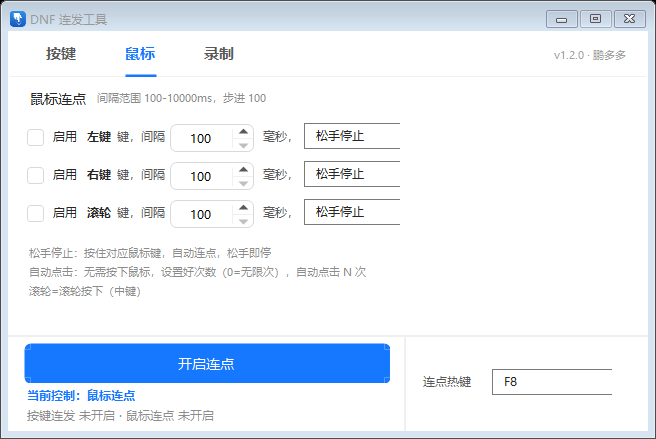 DNF 连发工具
按键 鼠标 录制 v1.2.0 · 鹏多多
鼠标连点 间隔范围 100-10000ms，步进 100
启用 左键 键，间隔 100 毫秒， 松手停止
启用 右键 键，间隔 100 毫秒， 松手停止
启用 滚轮 键，间隔 100 毫秒， 松手停止
松手停止：按住对应鼠标键，自动连点，松手即停
自动点击：无需按下鼠标，设置好次数（0=无限次），自动点击 N 次
滚轮=滚轮按下（中键）
开启连点
当前控制：鼠标连点
按键连发 未开启 · 鼠标连点 未开启
连点热键 F8